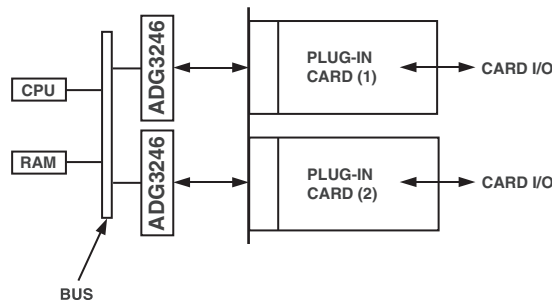 CPU
RAM
BUS
ADG3246
ADG3246
PLUG-IN
CARD (1)
CARD I/O
PLUG-IN
CARD (2)
CARD I/O